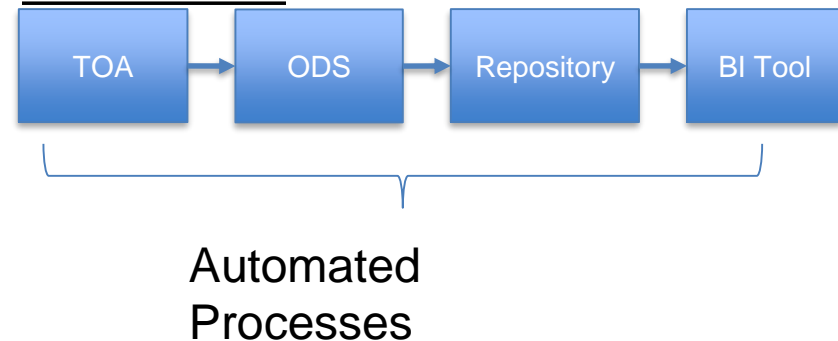 TOA
ODS
Repository
BI Tool
Automated
Processes